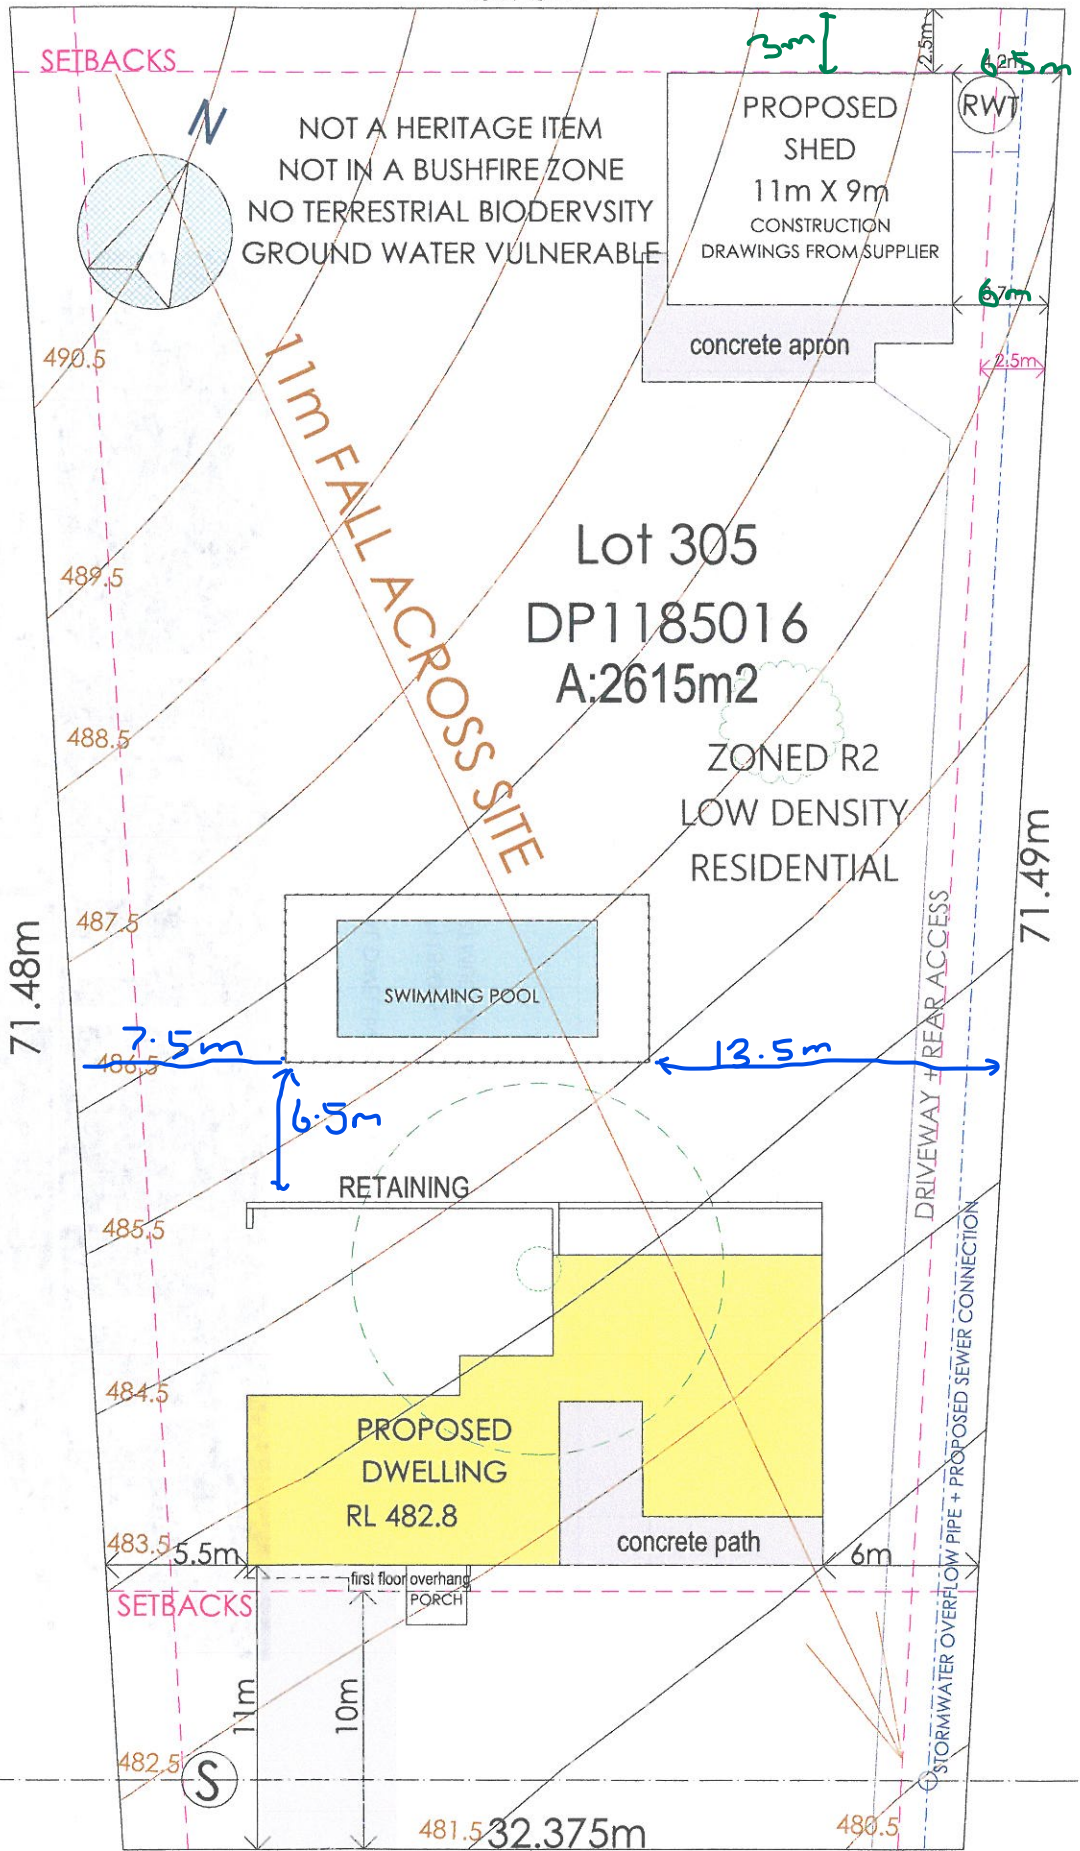 3m
2.5m
6.5m
SETBACKS
N
NOT A HERITAGE ITEM
NOT IN A BUSHFIRE ZONE
NO TERRESTRIAL BIODERVSITY
GROUND WATER VULNERABLE
PROPOSED
SHED
11m X 9m
CONSTRUCTION
DRAWINGS FROM SUPPLIER
RWT
6m
concrete apron
2.5m
490.5
11m FALL ACROSS SITE
489.5
Lot 305
DP1185016
A:2615m2
488.5
ZONED R2
LOW DENSITY
RESIDENTIAL
487.5
71.48m
71.49m
SWIMMING POOL
7.5m
486.5
13.5m
6.5m
DRIVEWAY + REAR ACCESS
RETAINING
485.5
484.5
PROPOSED
DWELLING
RL 482.8
concrete path
483.5
5.5m
6m
first floor overhang
PORCH
SETBACKS
STORMWATER OVERFLOW PIPE + PROPOSED SEWER CONNECTION
11m
10m
482.5
S
481.5
32.375m
480.5